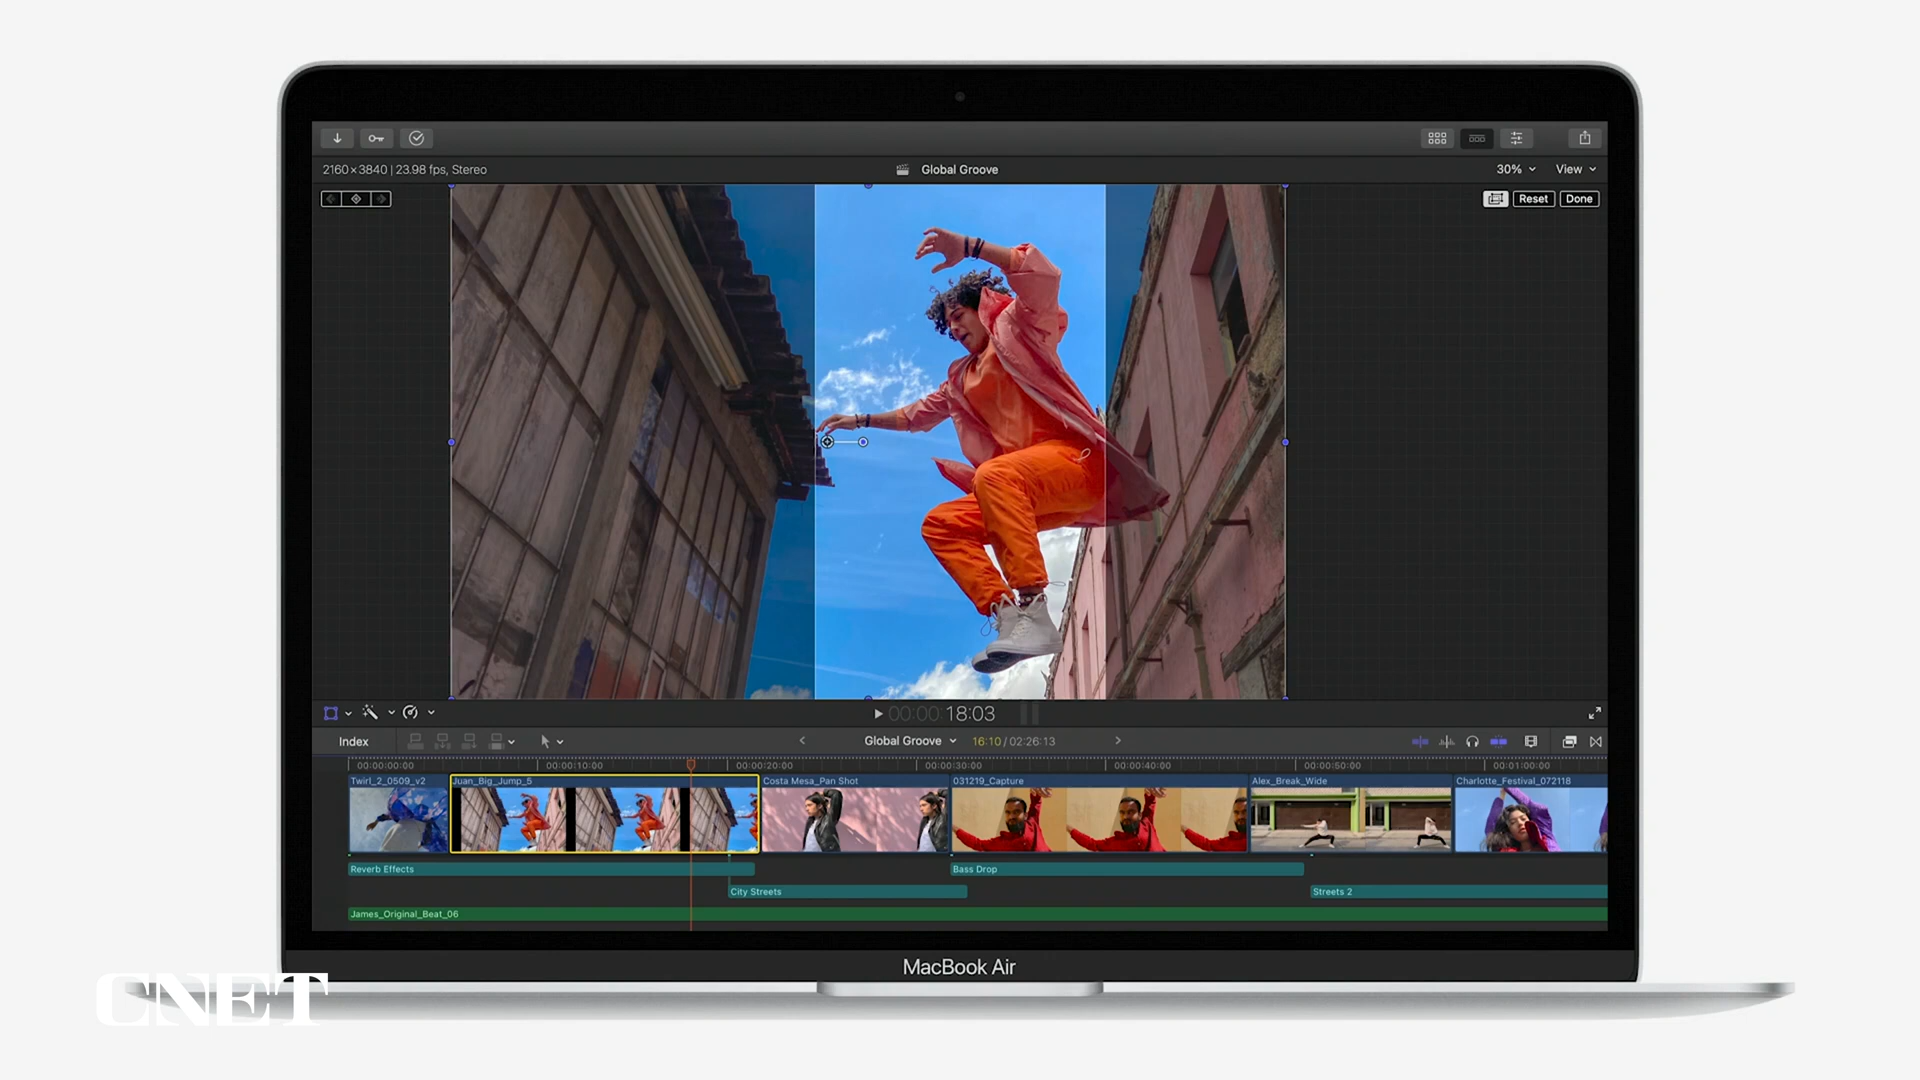 2160×3840 | 23.98 fps, Stereo
Global Groove
30%
View
Reset
Done
00:00:00:18:03
Index
Global Groove
16:10 / 02:26:13
00:00:00:00
00:00:10:00
00:00:20:00
00:00:30:00
00:00:40:00
00:00:50:00
00:01:00:00
Twirl_2_0509_v2
Juan_Big_Jump_5
Costa Mesa_Pan Shot
031219_Capture
Alex_Break_Wide
Charlotte_Festival_072118
Reverb Effects
Bass Drop
City Streets
Streets 2
James_Original_Beat_06
MacBook Air
CNET